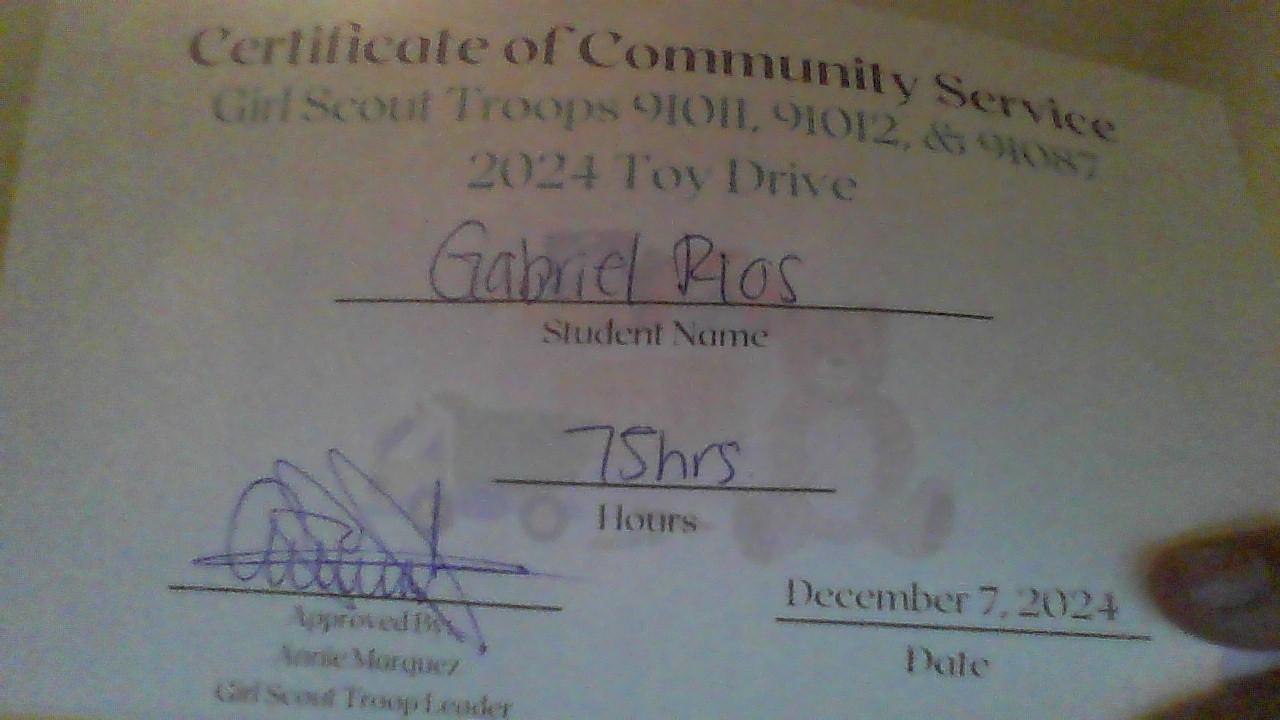 Certificate of Community Service
Girl Scout Troops 91011, 91012, & 91087
2024 Toy Drive
Gabriel Rios
Student Name
75hrs
Hours
Approved By
Annie Marquez
Girl Scout Troop Leader
December 7, 2024
Date